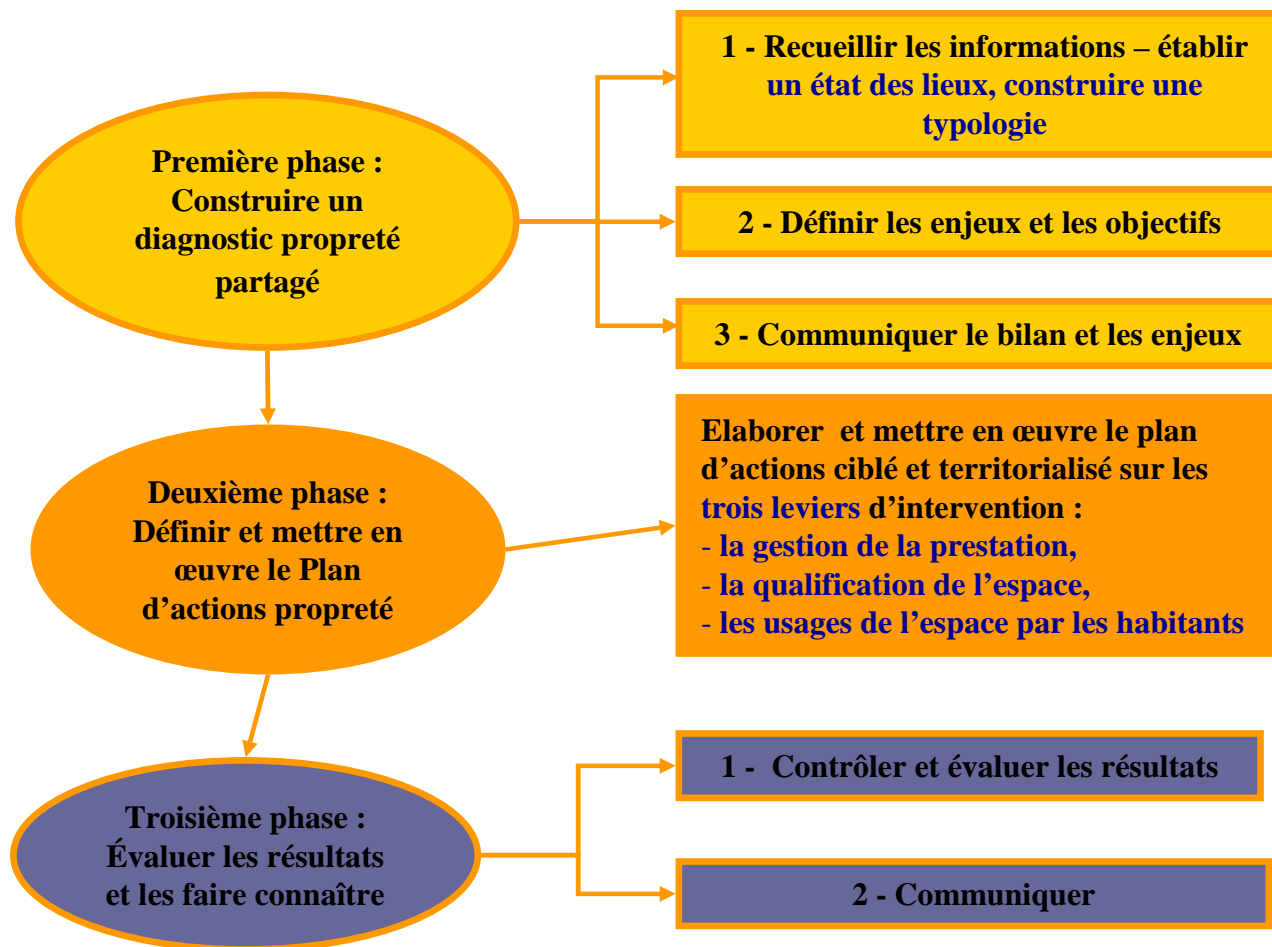 Première phase :
Construire un
diagnostic propreté
partagé
1 - Recueillir les informations – établir
un état des lieux, construire une
typologie
2 - Définir les enjeux et les objectifs
3 - Communiquer le bilan et les enjeux
Deuxième phase :
Définir et mettre en
œuvre le Plan
d’actions propreté
Elaborer et mettre en œuvre le plan
d’actions ciblé et territorialisé sur les
trois leviers d’intervention :
- la gestion de la prestation,
- la qualification de l’espace,
- les usages de l’espace par les habitants
Troisième phase :
Évaluer les résultats
et les faire connaître
1 - Contrôler et évaluer les résultats
2 - Communiquer